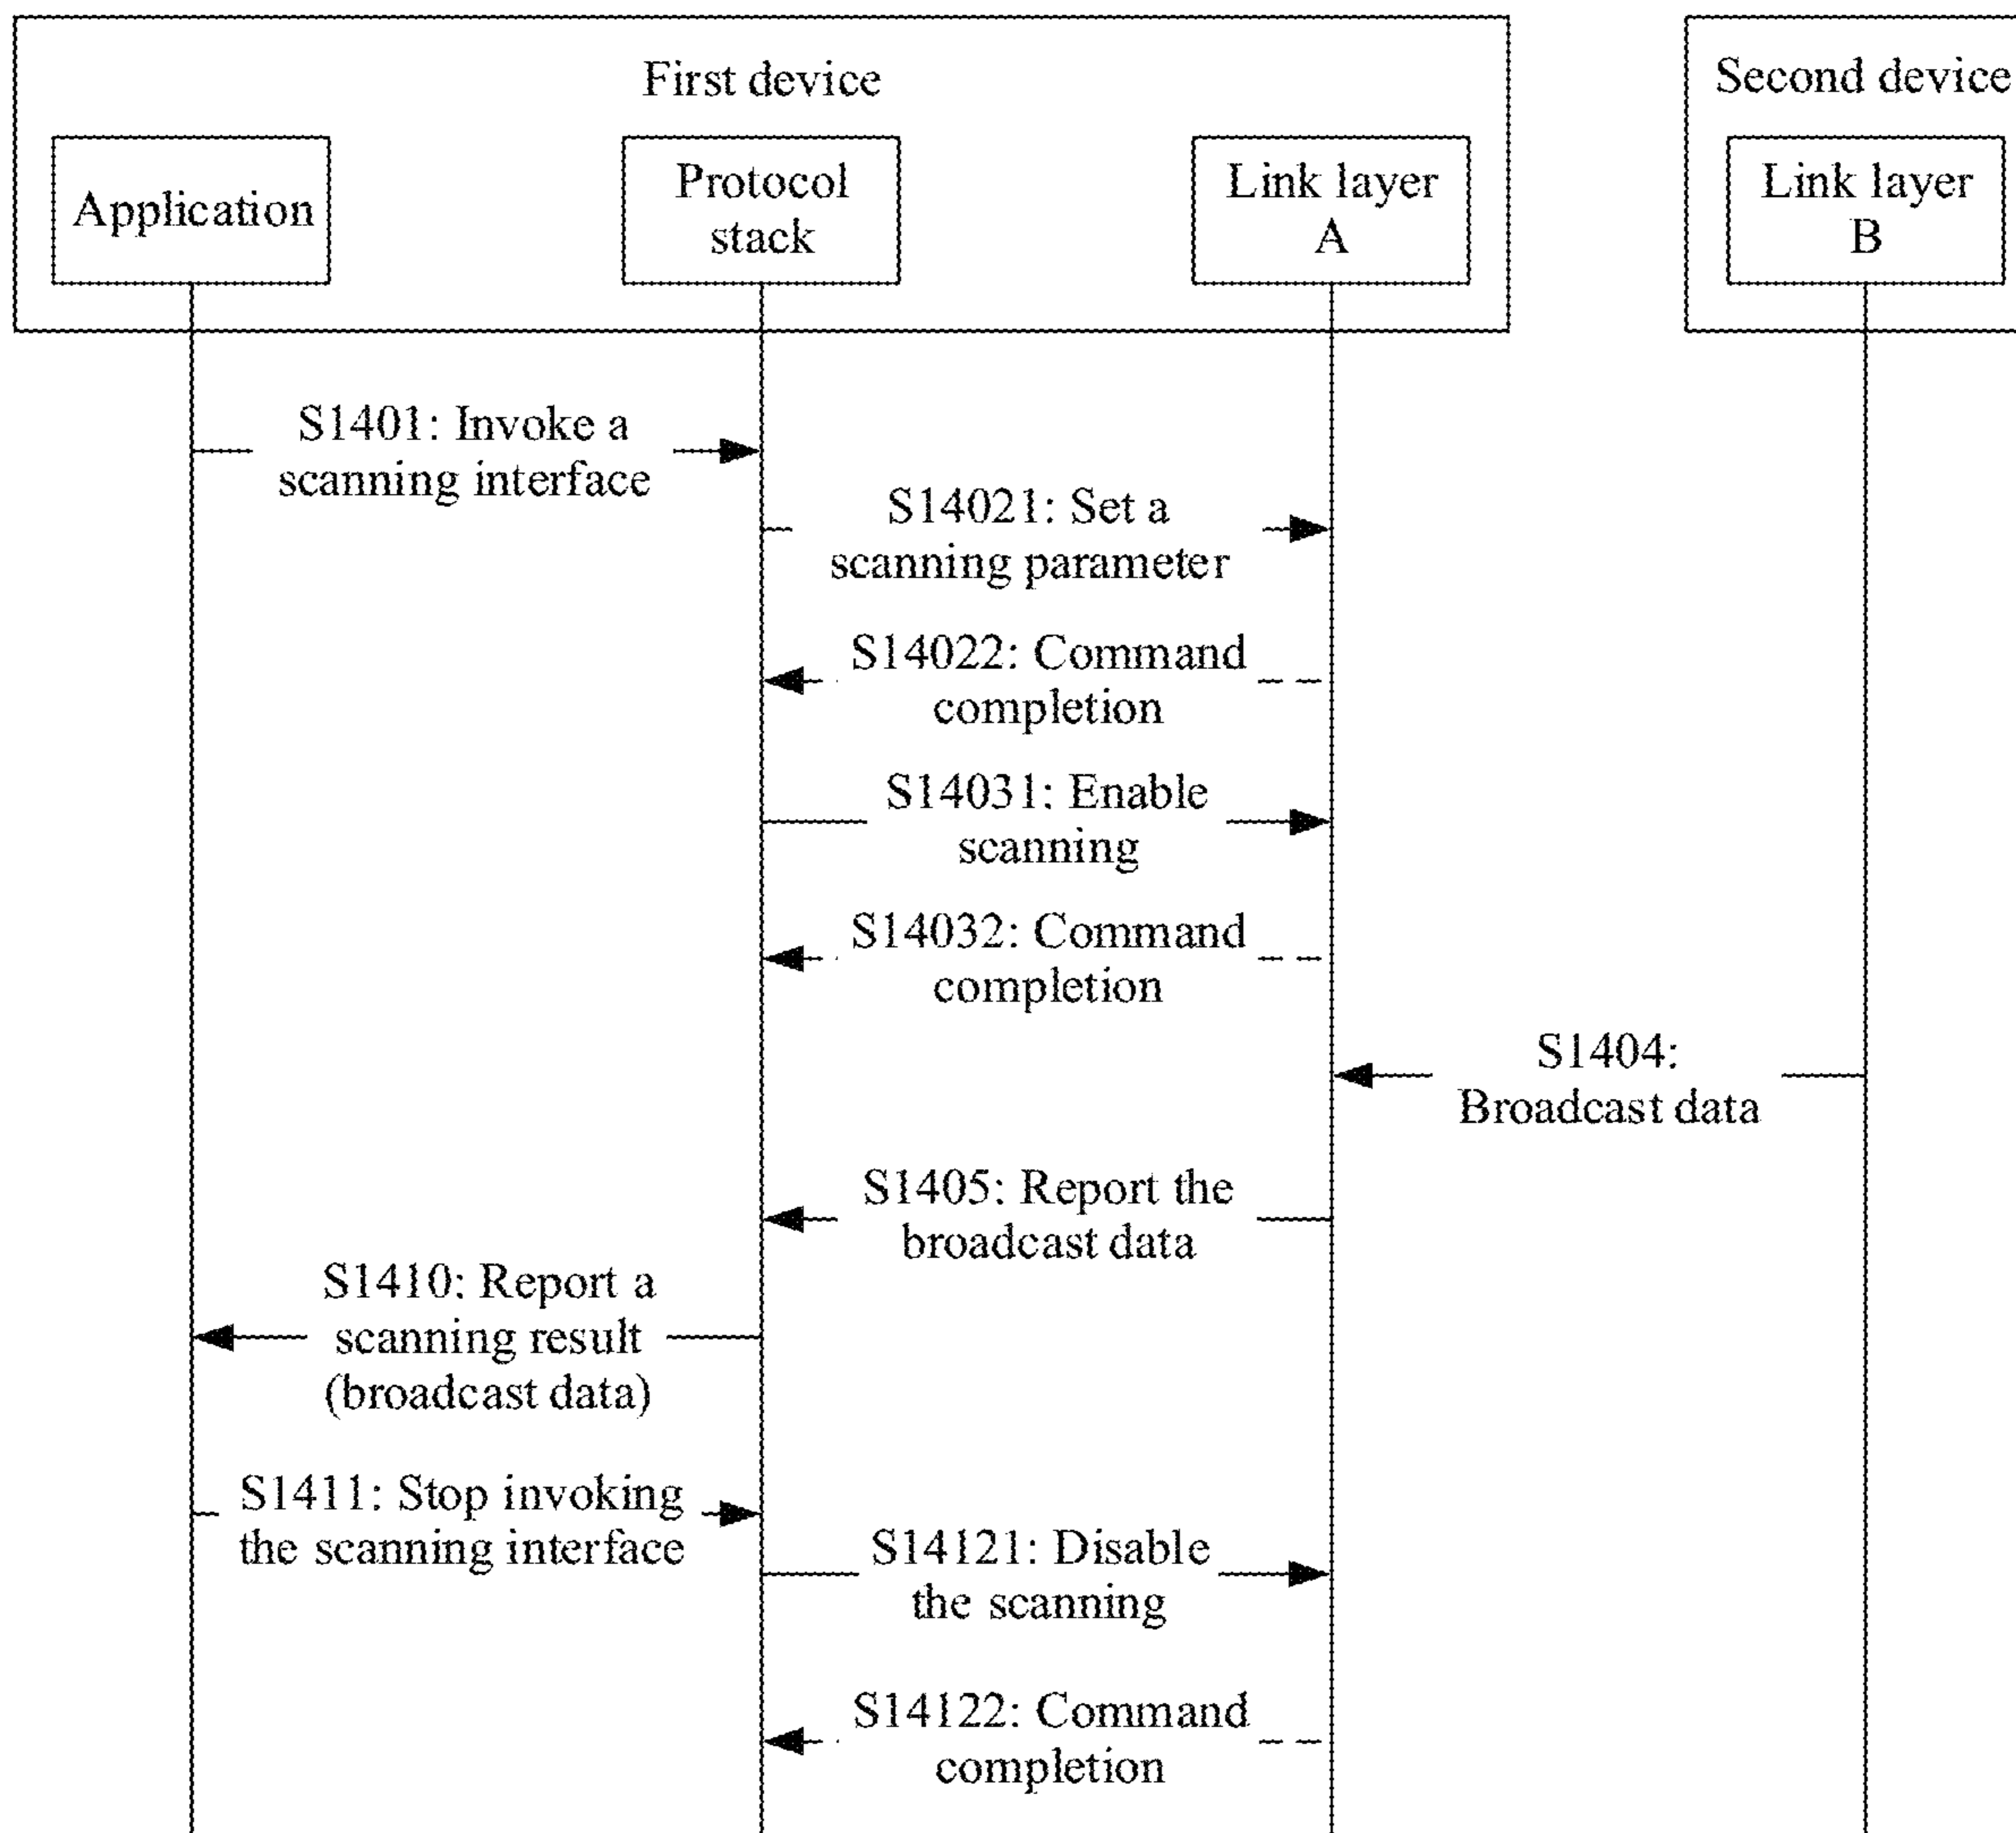 First device
Second device
Application
Protocol
stack
Link layer
A
Link layer
B
S1401: Invoke a
scanning interface
S14021: Set a
scanning parameter
S14022: Command
completion
S14031: Enable
scanning
S14032: Command
completion
S1404:
Broadcast data
S1405: Report the
broadcast data
S1410: Report a
scanning result
(broadcast data)
S1411: Stop invoking
the scanning interface
S14121: Disable
the scanning
S14122: Command
completion